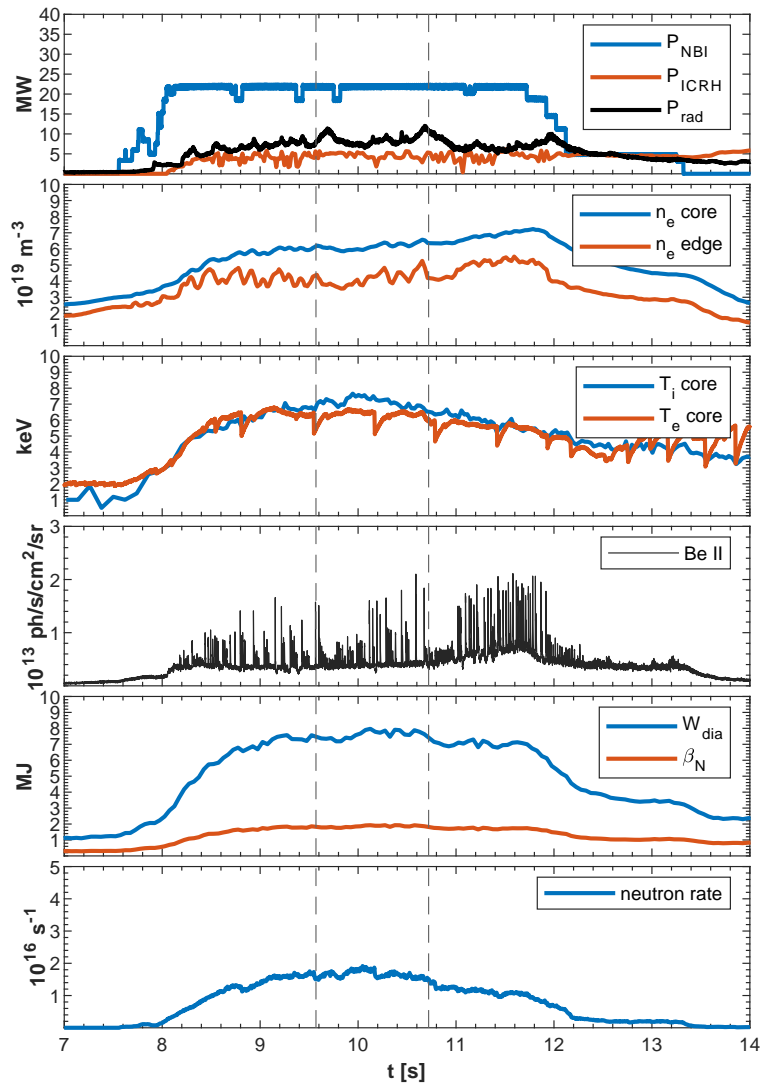 40
35
30
25
20
15
10
5
MW
P_NBI
P_ICRH
P_rad
10
9
8
7
6
5
4
3
2
1
10^19 m^-3
n_e core
n_e edge
10
9
8
7
6
5
4
3
2
1
keV
T_i core
T_e core
3
2
1
10^13 ph/s/cm^2/sr
Be II
10
9
8
7
6
5
4
3
2
1
MJ
W_dia
β_N
5
4
3
2
1
10^16 s^-1
neutron rate
7 8 9 10 11 12 13 14
t [s]